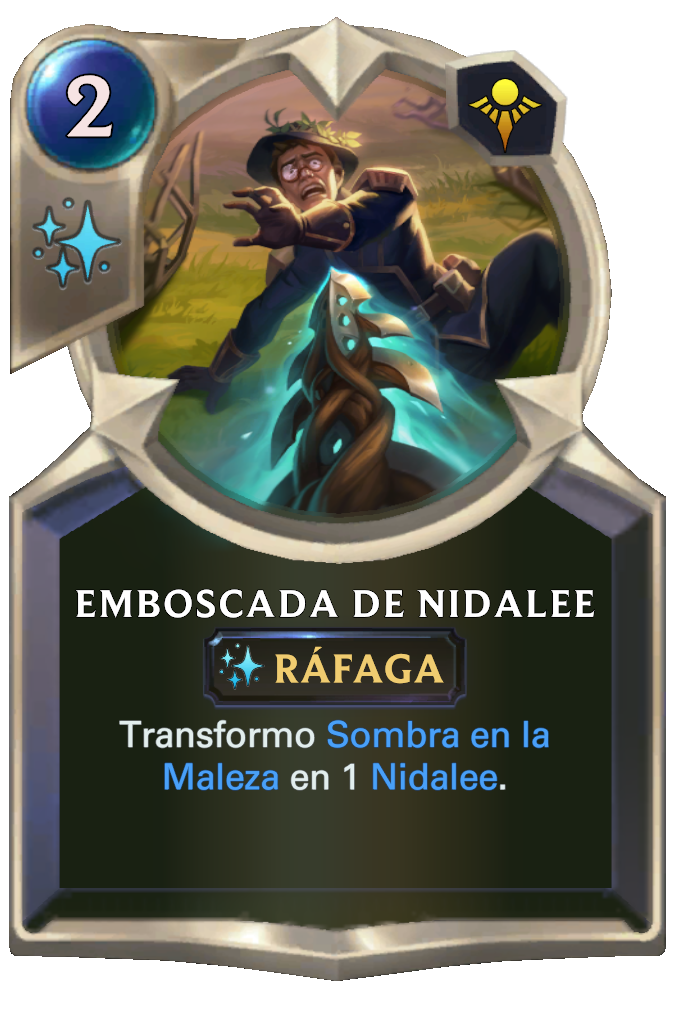 2
EMBOSCADA DE NIDALEE
RÁFAGA
Transformo Sombra en la
Maleza en 1 Nidalee.